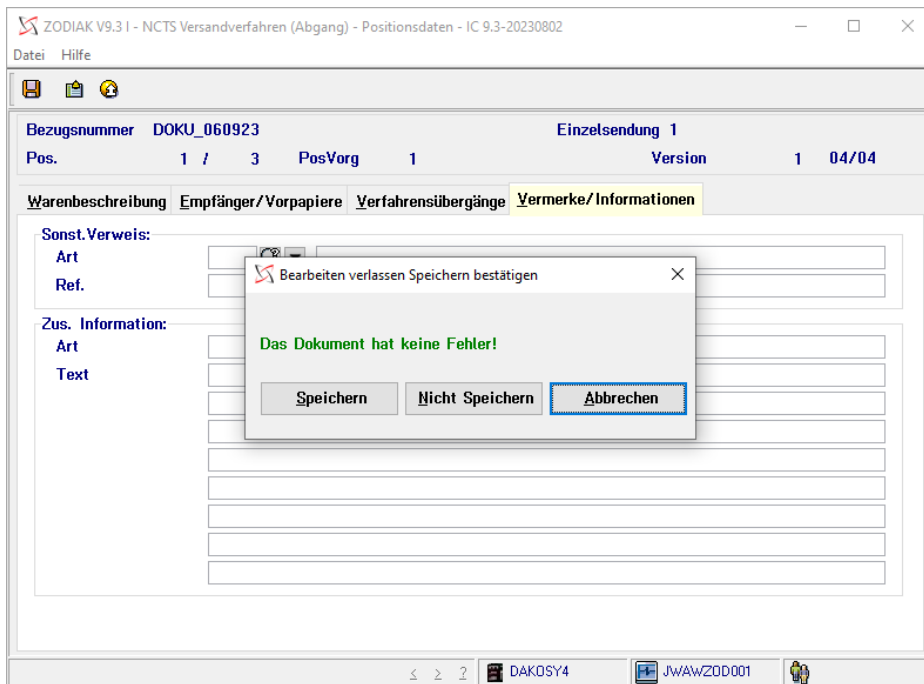 ZODIAK V9.3 I - NCTS Versandverfahren (Abgang) - Positionsdaten - IC 9.3-20230802
Datei Hilfe
Bezugsnummer DOKU_060923 Einzelsendung 1
Pos. 1 / 3 PosVorg 1 Version 1 04/04
Warenbeschreibung Empfänger/Vorpapiere Verfahrensübergänge Vermerke/Informationen
Sonst.Verweis:
Art
Ref.
Bearbeiten verlassen Speichern bestätigen
Das Dokument hat keine Fehler!
Speichern Nicht Speichern Abbrechen
Zus. Information:
Art
Text
< > ? DAKOSY4 JWAWZOD001